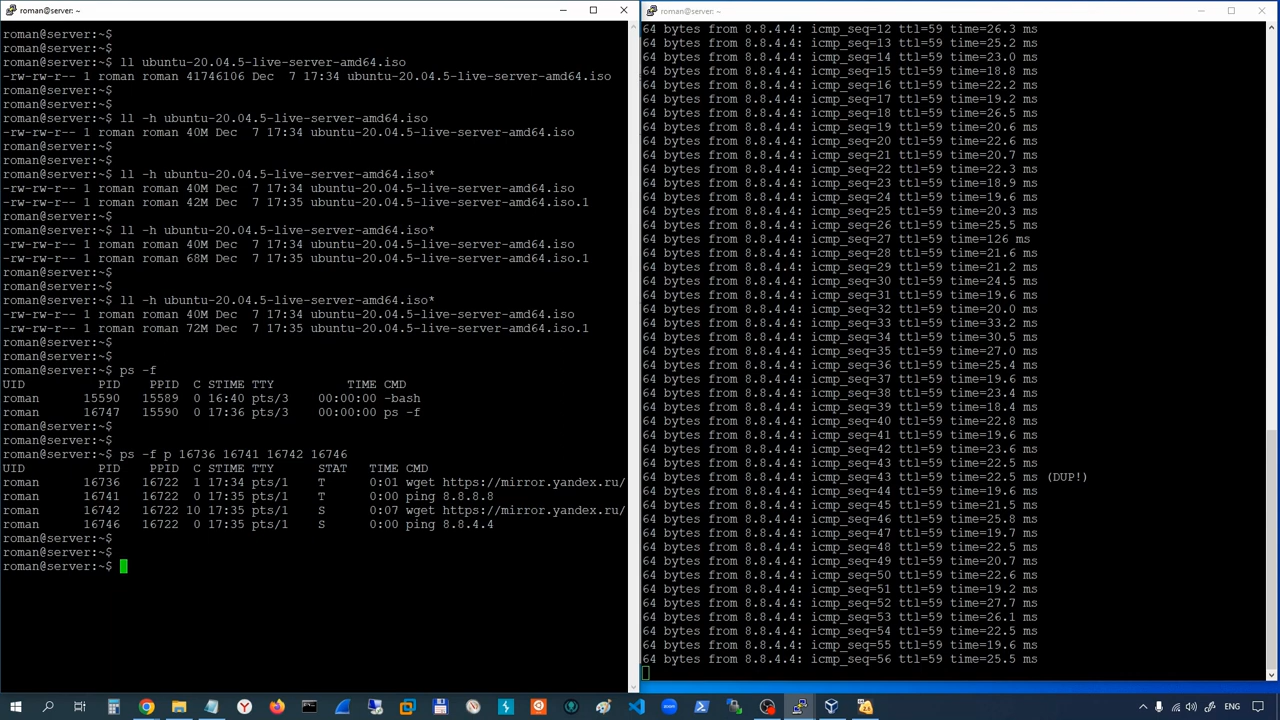 roman@server: ~
roman@server:~$
roman@server:~$
roman@server:~$ ll ubuntu-20.04.5-live-server-amd64.iso
-rw-rw-r-- 1 roman roman 41746106 Dec  7 17:34 ubuntu-20.04.5-live-server-amd64.iso
roman@server:~$
roman@server:~$
roman@server:~$ ll -h ubuntu-20.04.5-live-server-amd64.iso
-rw-rw-r-- 1 roman roman 40M Dec  7 17:34 ubuntu-20.04.5-live-server-amd64.iso
roman@server:~$
roman@server:~$
roman@server:~$ ll -h ubuntu-20.04.5-live-server-amd64.iso*
-rw-rw-r-- 1 roman roman 40M Dec  7 17:34 ubuntu-20.04.5-live-server-amd64.iso
-rw-rw-r-- 1 roman roman 42M Dec  7 17:35 ubuntu-20.04.5-live-server-amd64.iso.1
roman@server:~$
roman@server:~$ ll -h ubuntu-20.04.5-live-server-amd64.iso*
-rw-rw-r-- 1 roman roman 40M Dec  7 17:34 ubuntu-20.04.5-live-server-amd64.iso
-rw-rw-r-- 1 roman roman 68M Dec  7 17:35 ubuntu-20.04.5-live-server-amd64.iso.1
roman@server:~$
roman@server:~$
roman@server:~$ ll -h ubuntu-20.04.5-live-server-amd64.iso*
-rw-rw-r-- 1 roman roman 40M Dec  7 17:34 ubuntu-20.04.5-live-server-amd64.iso
-rw-rw-r-- 1 roman roman 72M Dec  7 17:35 ubuntu-20.04.5-live-server-amd64.iso.1
roman@server:~$
roman@server:~$
roman@server:~$ ps -f
UID          PID    PPID  C STIME TTY          TIME CMD
roman      15590   15589  0 16:40 pts/3    00:00:00 -bash
roman      16747   15590  0 17:36 pts/3    00:00:00 ps -f
roman@server:~$
roman@server:~$
roman@server:~$ ps -f p 16736 16741 16742 16746
UID          PID    PPID  C STIME TTY      STAT   TIME CMD
roman      16736   16722  1 17:34 pts/1    T      0:01 wget https://mirror.yandex.ru/
roman      16741   16722  0 17:35 pts/1    T      0:00 ping 8.8.8.8
roman      16742   16722 10 17:35 pts/1    S      0:07 wget https://mirror.yandex.ru/
roman      16746   16722  0 17:35 pts/1    S      0:00 ping 8.8.4.4
roman@server:~$
roman@server:~$
roman@server:~$
roman@server: ~
64 bytes from 8.8.4.4: icmp_seq=12 ttl=59 time=26.3 ms
64 bytes from 8.8.4.4: icmp_seq=13 ttl=59 time=25.2 ms
64 bytes from 8.8.4.4: icmp_seq=14 ttl=59 time=23.0 ms
64 bytes from 8.8.4.4: icmp_seq=15 ttl=59 time=18.8 ms
64 bytes from 8.8.4.4: icmp_seq=16 ttl=59 time=22.2 ms
64 bytes from 8.8.4.4: icmp_seq=17 ttl=59 time=19.2 ms
64 bytes from 8.8.4.4: icmp_seq=18 ttl=59 time=26.5 ms
64 bytes from 8.8.4.4: icmp_seq=19 ttl=59 time=20.6 ms
64 bytes from 8.8.4.4: icmp_seq=20 ttl=59 time=22.6 ms
64 bytes from 8.8.4.4: icmp_seq=21 ttl=59 time=20.7 ms
64 bytes from 8.8.4.4: icmp_seq=22 ttl=59 time=22.3 ms
64 bytes from 8.8.4.4: icmp_seq=23 ttl=59 time=18.9 ms
64 bytes from 8.8.4.4: icmp_seq=24 ttl=59 time=19.6 ms
64 bytes from 8.8.4.4: icmp_seq=25 ttl=59 time=20.3 ms
64 bytes from 8.8.4.4: icmp_seq=26 ttl=59 time=25.5 ms
64 bytes from 8.8.4.4: icmp_seq=27 ttl=59 time=126 ms
64 bytes from 8.8.4.4: icmp_seq=28 ttl=59 time=21.6 ms
64 bytes from 8.8.4.4: icmp_seq=29 ttl=59 time=21.2 ms
64 bytes from 8.8.4.4: icmp_seq=30 ttl=59 time=24.5 ms
64 bytes from 8.8.4.4: icmp_seq=31 ttl=59 time=19.6 ms
64 bytes from 8.8.4.4: icmp_seq=32 ttl=59 time=20.0 ms
64 bytes from 8.8.4.4: icmp_seq=33 ttl=59 time=33.2 ms
64 bytes from 8.8.4.4: icmp_seq=34 ttl=59 time=30.5 ms
64 bytes from 8.8.4.4: icmp_seq=35 ttl=59 time=27.0 ms
64 bytes from 8.8.4.4: icmp_seq=36 ttl=59 time=25.4 ms
64 bytes from 8.8.4.4: icmp_seq=37 ttl=59 time=19.6 ms
64 bytes from 8.8.4.4: icmp_seq=38 ttl=59 time=23.4 ms
64 bytes from 8.8.4.4: icmp_seq=39 ttl=59 time=18.4 ms
64 bytes from 8.8.4.4: icmp_seq=40 ttl=59 time=22.8 ms
64 bytes from 8.8.4.4: icmp_seq=41 ttl=59 time=19.6 ms
64 bytes from 8.8.4.4: icmp_seq=42 ttl=59 time=23.6 ms
64 bytes from 8.8.4.4: icmp_seq=43 ttl=59 time=22.5 ms
64 bytes from 8.8.4.4: icmp_seq=43 ttl=59 time=22.5 ms (DUP!)
64 bytes from 8.8.4.4: icmp_seq=44 ttl=59 time=19.6 ms
64 bytes from 8.8.4.4: icmp_seq=45 ttl=59 time=21.5 ms
64 bytes from 8.8.4.4: icmp_seq=46 ttl=59 time=25.8 ms
64 bytes from 8.8.4.4: icmp_seq=47 ttl=59 time=19.7 ms
64 bytes from 8.8.4.4: icmp_seq=48 ttl=59 time=22.5 ms
64 bytes from 8.8.4.4: icmp_seq=49 ttl=59 time=20.7 ms
64 bytes from 8.8.4.4: icmp_seq=50 ttl=59 time=22.6 ms
64 bytes from 8.8.4.4: icmp_seq=51 ttl=59 time=19.2 ms
64 bytes from 8.8.4.4: icmp_seq=52 ttl=59 time=27.7 ms
64 bytes from 8.8.4.4: icmp_seq=53 ttl=59 time=26.1 ms
64 bytes from 8.8.4.4: icmp_seq=54 ttl=59 time=22.5 ms
64 bytes from 8.8.4.4: icmp_seq=55 ttl=59 time=19.6 ms
64 bytes from 8.8.4.4: icmp_seq=56 ttl=59 time=25.5 ms
ENG